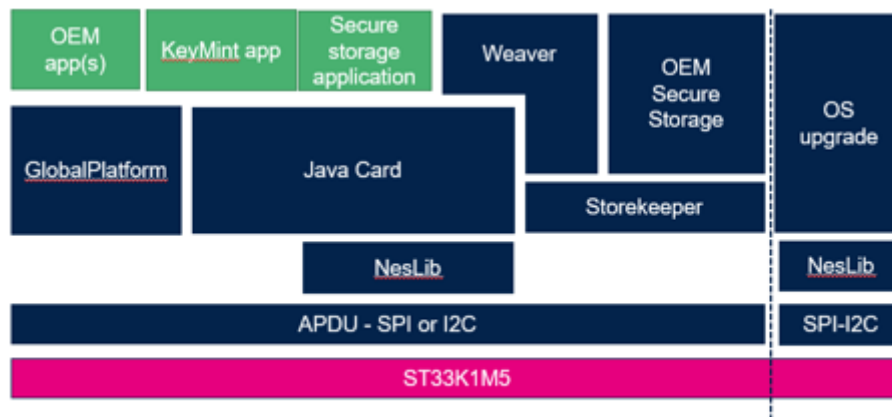 OEM
app(s)
KeyMint app
Secure
storage
application
Weaver
OEM
Secure
Storage
OS
upgrade
GlobalPlatform
Java Card
Storekeeper
NesLib
NesLib
APDU - SPI or I2C
SPI-I2C
ST33K1M5